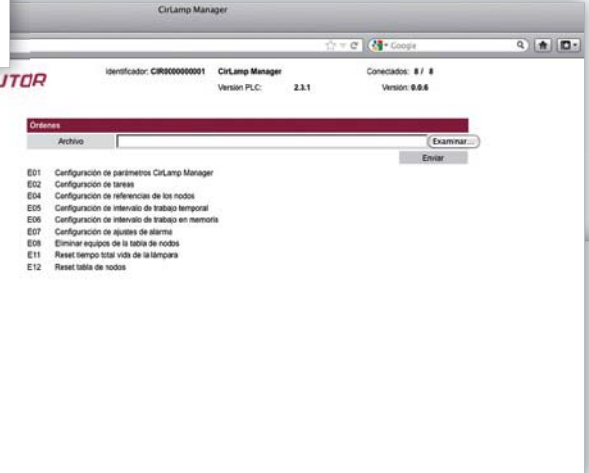 CirLamp Manager
Google
UTOR
Identificador: CIR0000000001 CirLamp Manager Conectados: 8 / 8
Version PLC: 2.3.1 Versión: 0.0.6
Órdenes
Archivo Examinar...
Enviar
E01 Configuración de parámetros CirLamp Manager
E02 Configuración de tareas
E04 Configuración de referencias de los nodos
E05 Configuración de intervalo de trabajo temporal
E06 Configuración de intervalo de trabajo en memoris
E07 Configuración de ajustes de alarma
E08 Eliminar equipos de la tabla de nodos
E11 Reset tiempo total vida de la lámpara
E12 Reset tabla de nodos